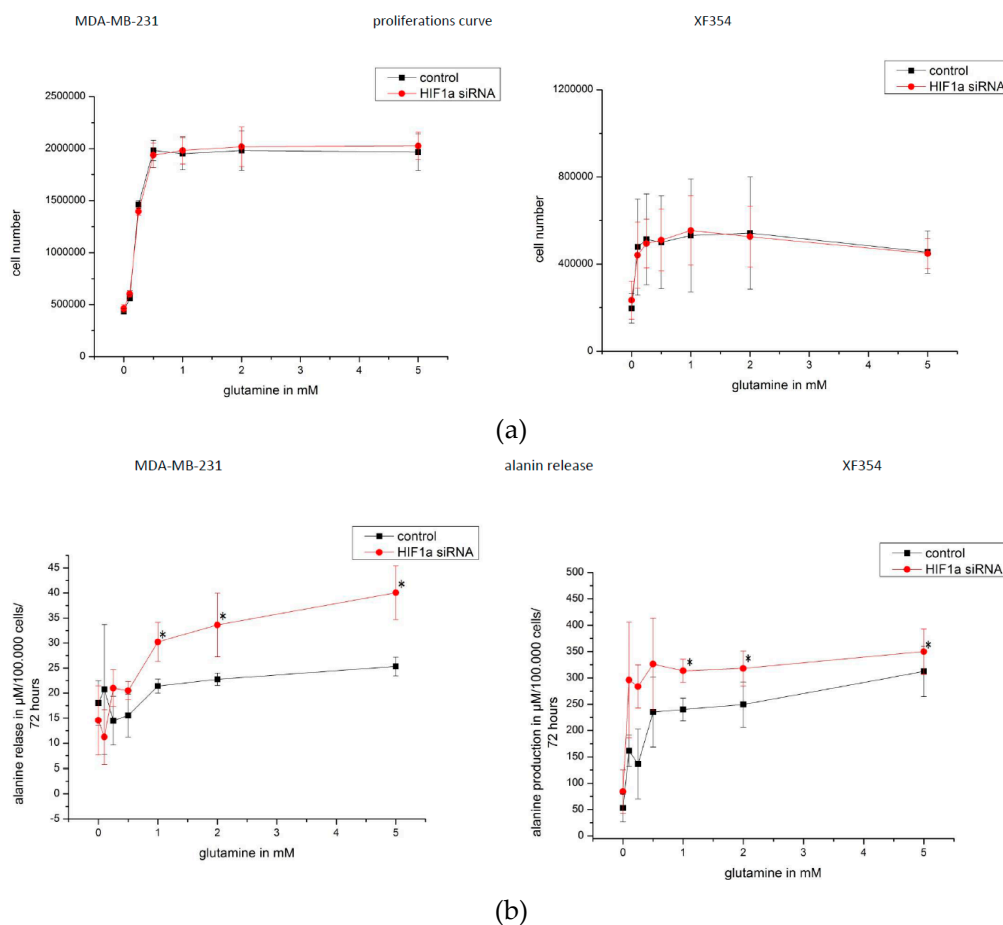 MDA-MB-231 proliferations curve XF354
control
HIF1a siRNA
2500000
2000000
1500000
1000000
500000
0
cell number
0 1 2 3 4 5
glutamine in mM
control
HIF1a siRNA
1200000
800000
400000
0
cell number
0 1 2 3 4 5
glutamine in mM
(a)
MDA-MB-231 alanin release XF354
control
HIF1a siRNA
45
40
35
30
25
20
15
10
5
0
-5
alanine relase in µM/100.000 cells/
72 hours
* * *
0 1 2 3 4 5
glutamine in mM
control
HIF1a siRNA
500
450
400
350
300
250
200
150
100
50
0
alanine production in µM/100.000 cells/
72 hours
* * *
0 1 2 3 4 5
glutamine in mM
(b)